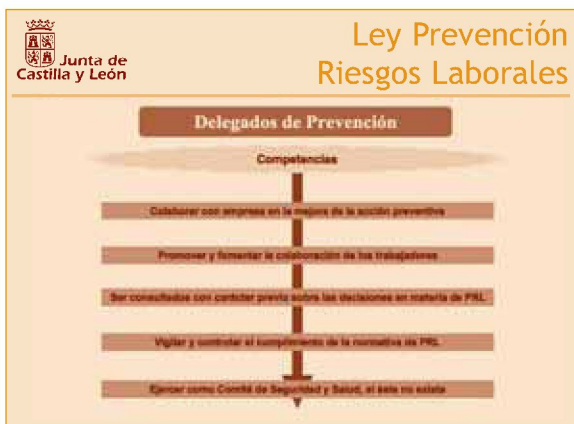 Junta de
Castilla y León
Ley Prevención
Riesgos Laborales
Delegados de Prevención
Competencias
Colaborar con empresa en la mejora de la acción preventiva
Promover y fomentar la colaboración de los trabajadores
Ser consultados con carácter previo sobre las decisiones en materia de PRL
Vigilar y controlar el cumplimiento de la normativa de PRL
Ejercer como Comité de Seguridad y Salud, si éste no existe